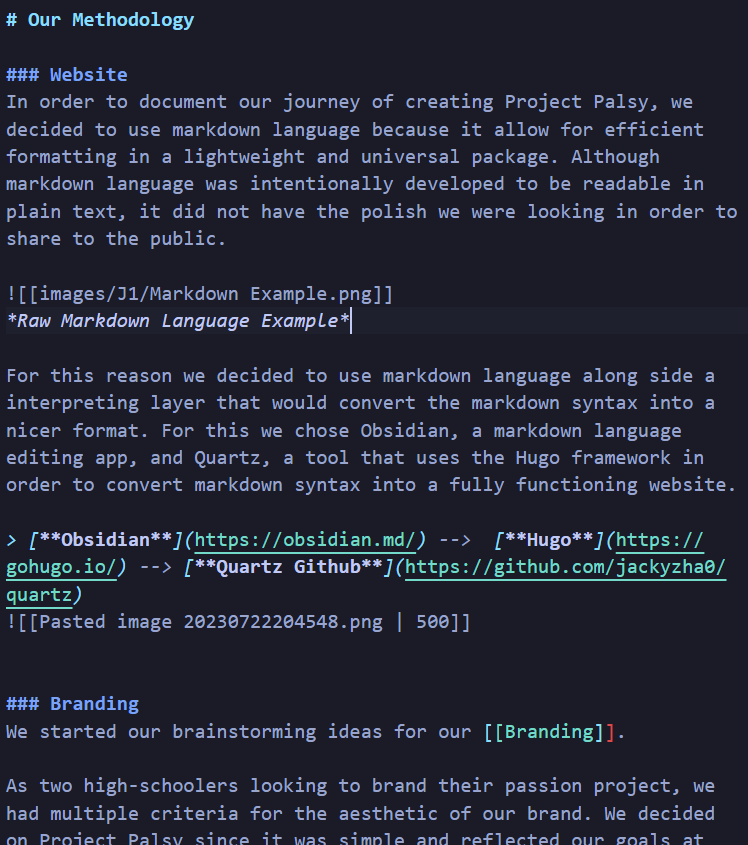 # Our Methodology
### Website
In order to document our journey of creating Project Palsy, we
decided to use markdown language because it allow for efficient
formatting in a lightweight and universal package. Although
markdown language was intentionally developed to be readable in
plain text, it did not have the polish we were looking in order to
share to the public.
![[images/J1/Markdown Example.png]]
*Raw Markdown Language Example*
For this reason we decided to use markdown language along side a
interpreting layer that would convert the markdown syntax into a
nicer format. For this we chose Obsidian, a markdown language
editing app, and Quartz, a tool that uses the Hugo framework in
order to convert markdown syntax into a fully functioning website.
> [**Obsidian**](https://obsidian.md/) -->  [**Hugo**](https://
gohugo.io/) --> [**Quartz Github**](https://github.com/jackyzha0/
quartz)
![[Pasted image 20230722204548.png | 500]]
### Branding
We started our brainstorming ideas for our [[Branding]].
As two high-schoolers looking to brand their passion project, we
had multiple criteria for the aesthetic of our brand. We decided
on Project Palsy since it was simple and reflected our goals at